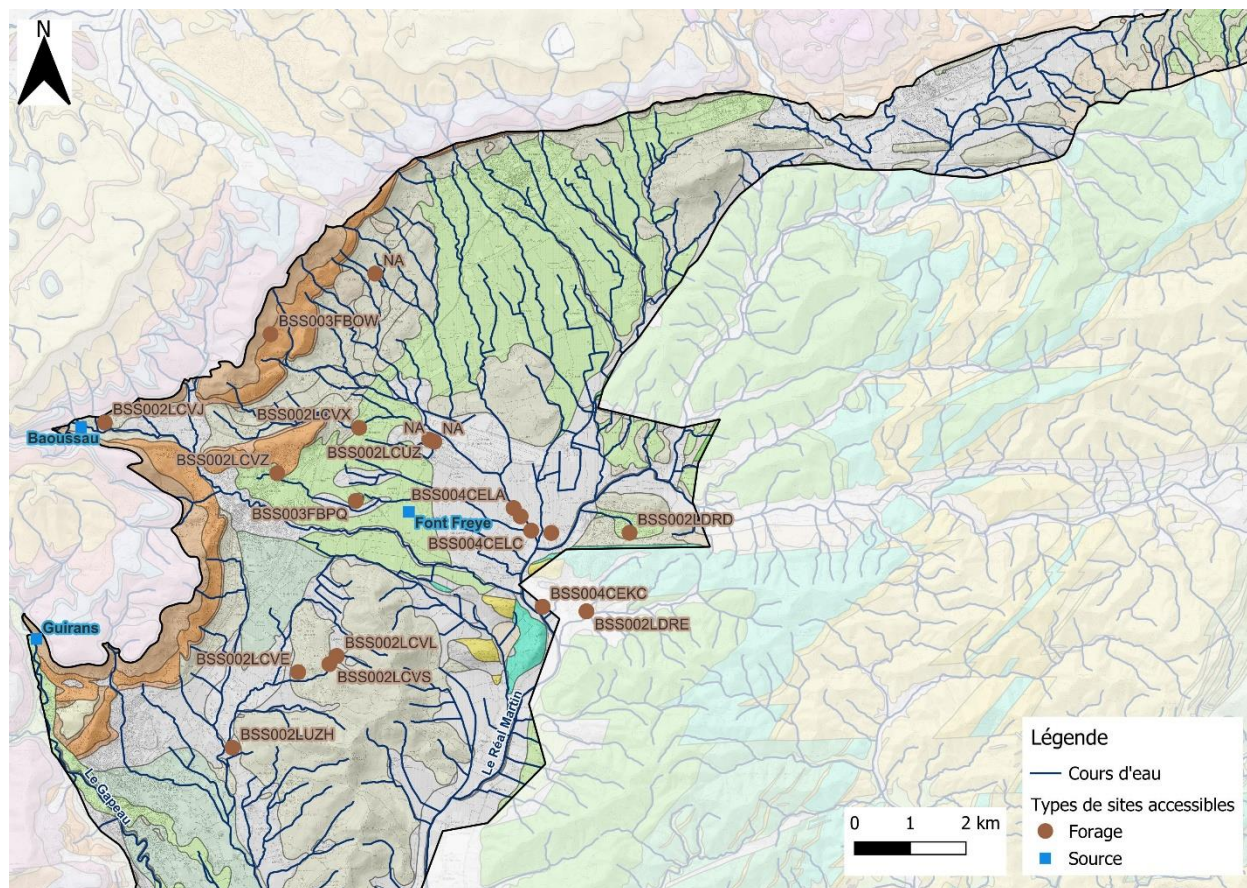 N
NA
BSS003FBOW
BSS002LCVJ
BSS002LCVX
Baoussau
NA
NA
BSS002LCUZ
BSS002LCVZ
BSS004CELA
BSS003FBPQ
Font Freye
BSS002LDRD
BSS004CELC
BSS004CEKC
BSS002LDRE
Guirans
BSS002LCVL
BSS002LCVE
BSS002LCVS
Le Réal Martin
BSS002LUZH
Le Gapeau
Légende
Cours d'eau
Types de sites accessibles
Forage
Source
0 1 2 km